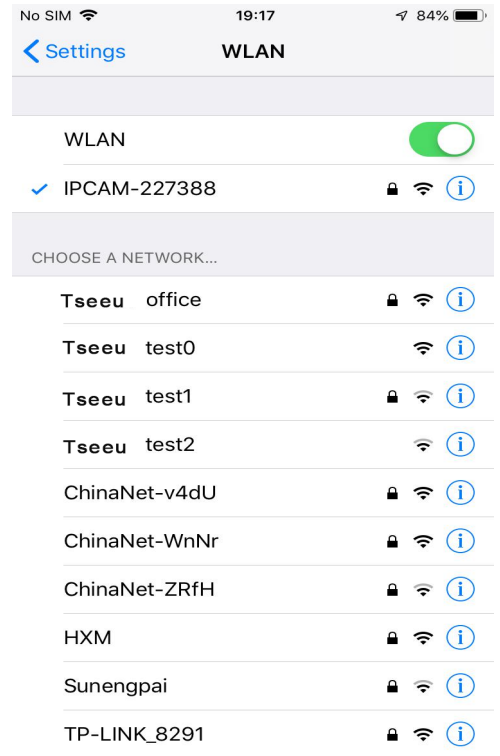 No SIM 19:17 84%
Settings WLAN
WLAN
IPCAM-227388
CHOOSE A NETWORK...
Tseeu office
Tseeu test0
Tseeu test1
Tseeu test2
ChinaNet-v4dU
ChinaNet-WnNr
ChinaNet-ZRfH
HXM
Sunengpai
TP-LINK_8291